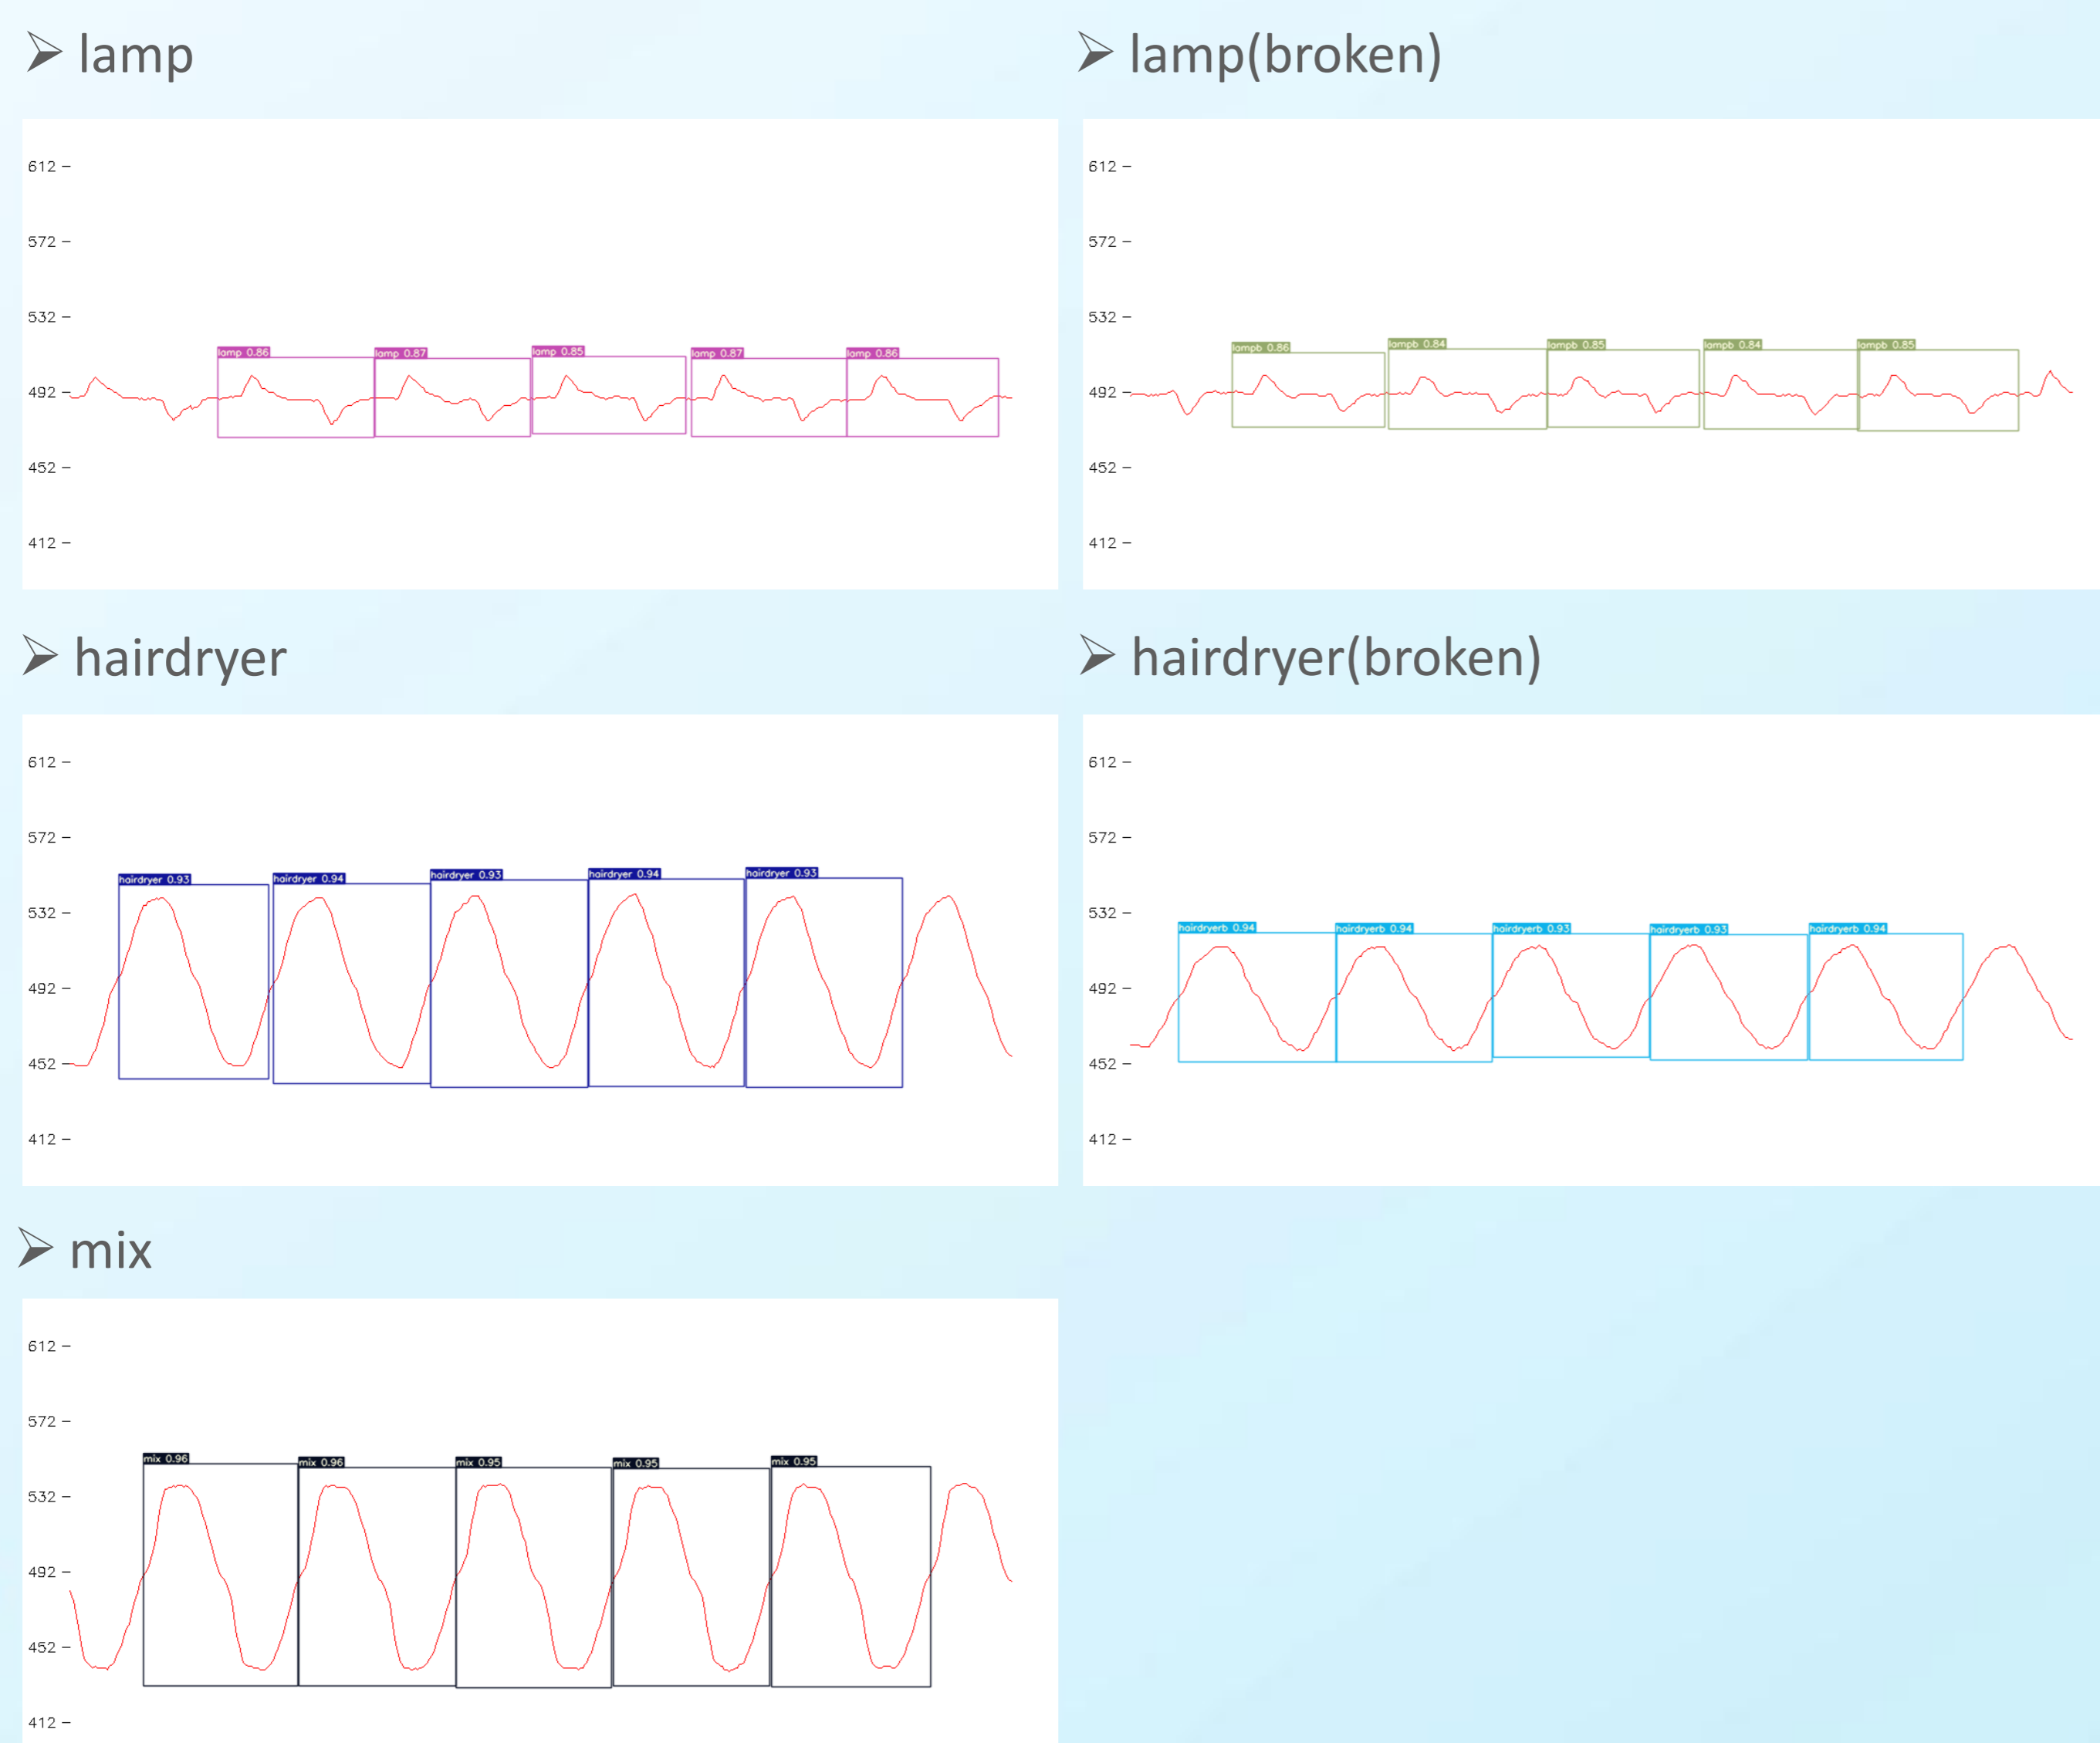 ➢ lamp
612
572
532
492
452
412
lamp 0.86
lamp 0.87
lamp 0.85
lamp 0.87
lamp 0.86
➢ lamp(broken)
612
572
532
492
452
412
lampb 0.86
lampb 0.84
lampb 0.85
lampb 0.84
lampb 0.85
➢ hairdryer
612
572
532
492
452
412
hairdryer 0.93
hairdryer 0.94
hairdryer 0.93
hairdryer 0.94
hairdryer 0.93
➢ hairdryer(broken)
612
572
532
492
452
412
hairdryerb 0.94
hairdryerb 0.94
hairdryerb 0.93
hairdryerb 0.93
hairdryerb 0.94
➢ mix
612
572
532
492
452
412
mix 0.96
mix 0.96
mix 0.95
mix 0.95
mix 0.95